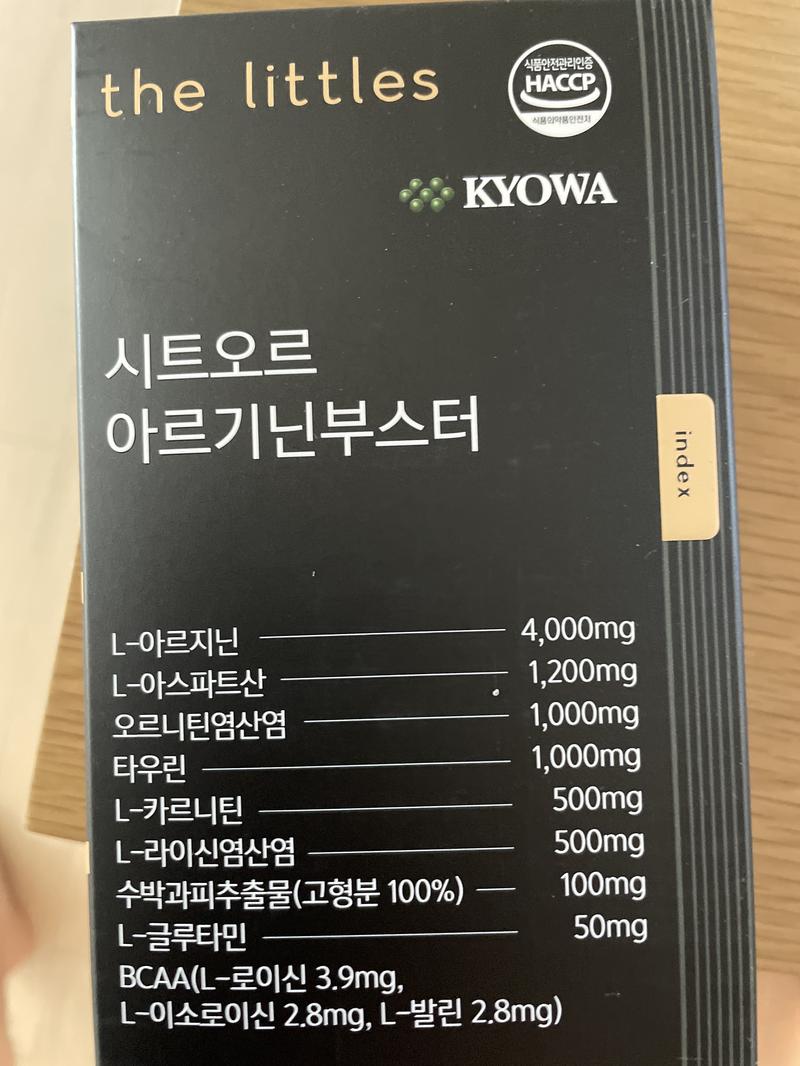 the littles
식품안전관리인증
HACCP
식품의약품안전처
KYOWA
시트오르
아르기닌부스터
index
L-아르지닌 4,000mg
L-아스파트산 1,200mg
오르니틴염산염 1,000mg
타우린 1,000mg
L-카르니틴 500mg
L-라이신염산염 500mg
수박과피추출물(고형분 100%) 100mg
L-글루타민 50mg
BCAA(L-로이신 3.9mg,
L-이소로이신 2.8mg, L-발린 2.8mg)